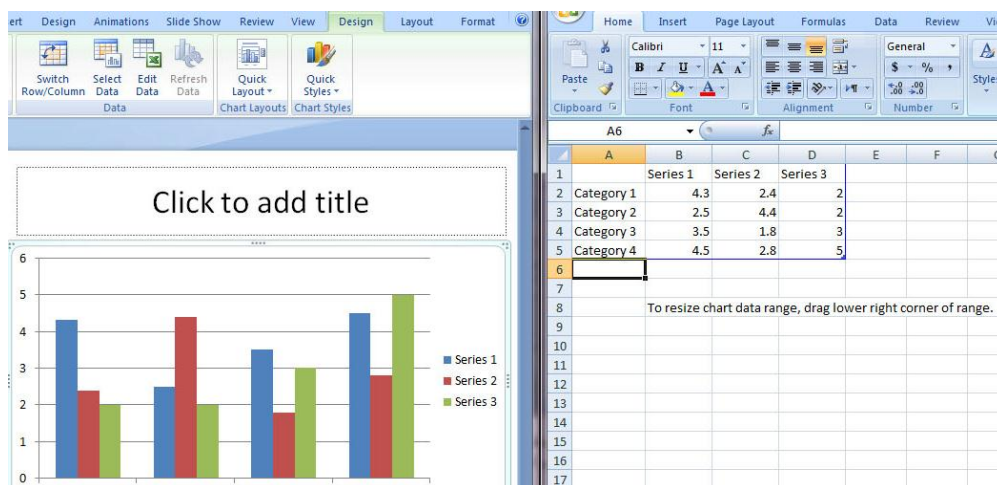 ert Design Animations Slide Show Review View Design Layout Format
Switch Row/Column
Select Data
Edit Data
Refresh Data
Quick Layout
Quick Styles
Data Chart Layouts Chart Styles
Click to add title
6
5
4
3
2
1
0
Series 1
Series 2
Series 3
Home Insert Page Layout Formulas Data Review Vi
Paste
Calibri 11
B I U A A A
General
$ % ,
.00 .0
Style
Clipboard Font Alignment Number
A6 fx
A B C D E F
1 Series 1 Series 2 Series 3
2 Category 1 4.3 2.4 2
3 Category 2 2.5 4.4 2
4 Category 3 3.5 1.8 3
5 Category 4 4.5 2.8 5
6
7
8 To resize chart data range, drag lower right corner of range.
9
10
11
12
13
14
15
16
17